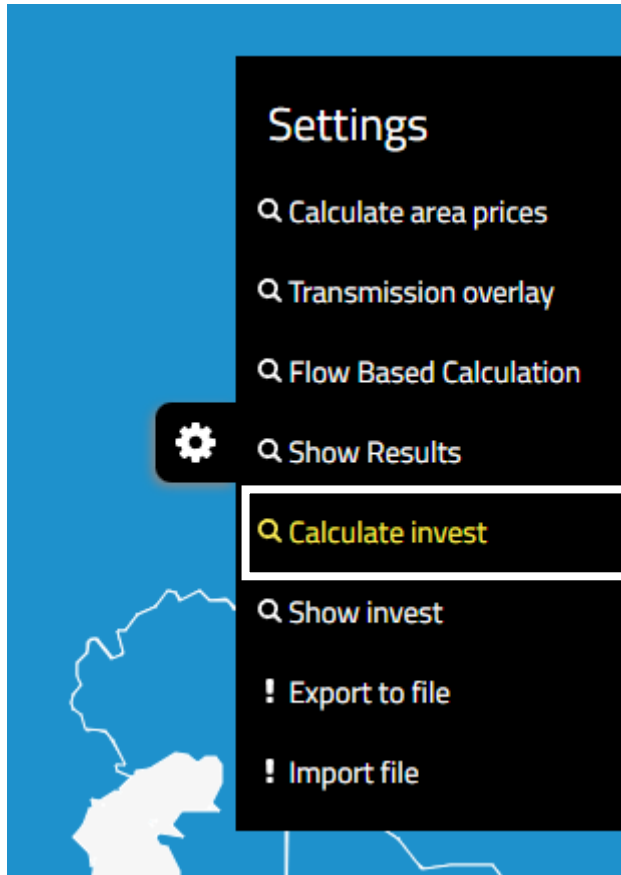 Settings
Calculate area prices
Transmission overlay
Flow Based Calculation
Show Results
Calculate invest
Show invest
! Export to file
! Import file